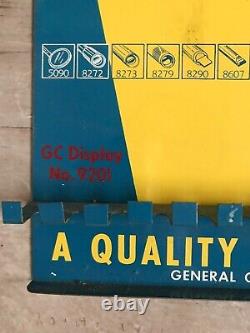 5090 8272 8273 8279 8290 8607
GC Display
No. 9201
A QUALITY
GENERAL C